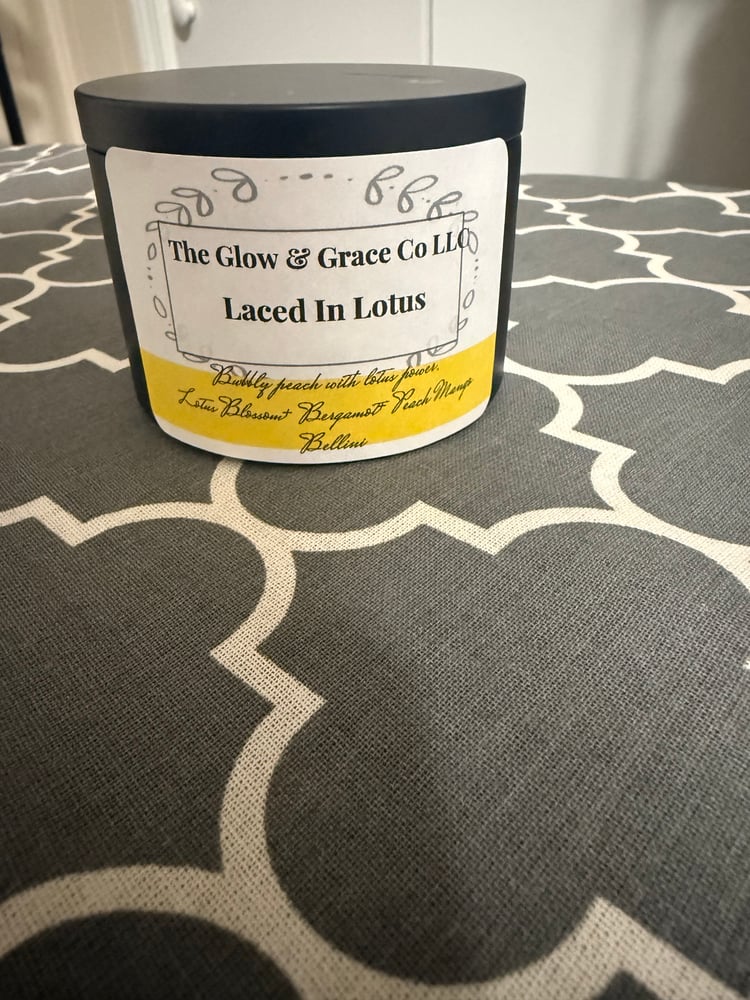 The Glow & Grace Co LLC
Laced In Lotus
Bubbly peach with lotus power.
Lotus Blossom+ Bergamot+ Peach Mango
Bellini